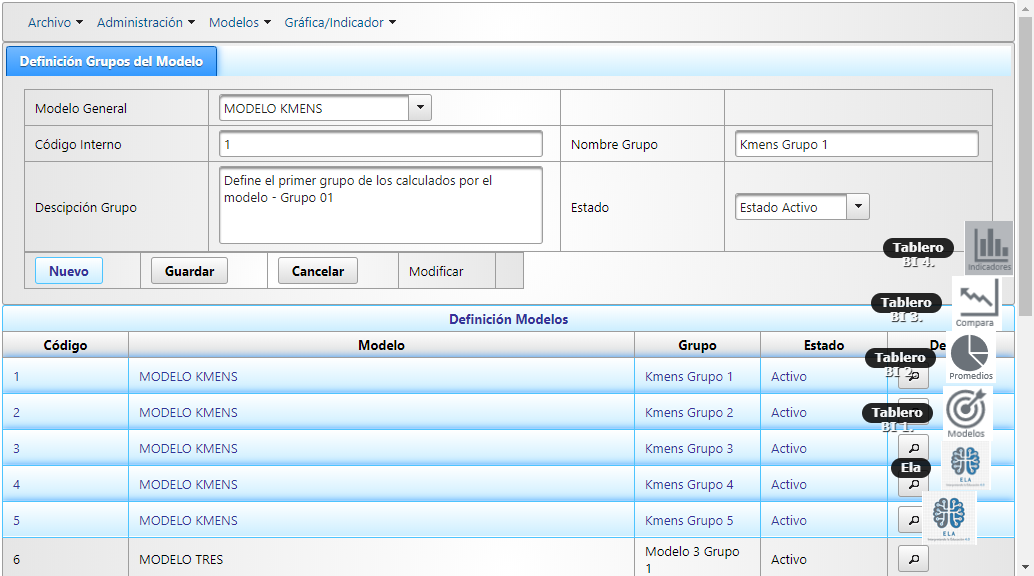 Archivo Administración Modelos Gráfica/Indicador
Definición Grupos del Modelo
Modelo General MODELO KMENS
Código Interno 1 Nombre Grupo Kmens Grupo 1
Descipción Grupo Define el primer grupo de los calculados por el
modelo - Grupo 01
Estado Estado Activo
Nuevo Guardar Cancelar Modificar
Tablero
BI 4.
Indicadores
Tablero
BI 3.
Compara
Definición Modelos
Código Modelo Grupo Estado De
Tablero
BI 2.
Promedios
1 MODELO KMENS Kmens Grupo 1 Activo
2 MODELO KMENS Kmens Grupo 2 Activo
Tablero
BI 1.
Modelos
3 MODELO KMENS Kmens Grupo 3 Activo
Ela
ELA
4 MODELO KMENS Kmens Grupo 4 Activo
5 MODELO KMENS Kmens Grupo 5 Activo
ELA
6 MODELO TRES Modelo 3 Grupo
1 Activo